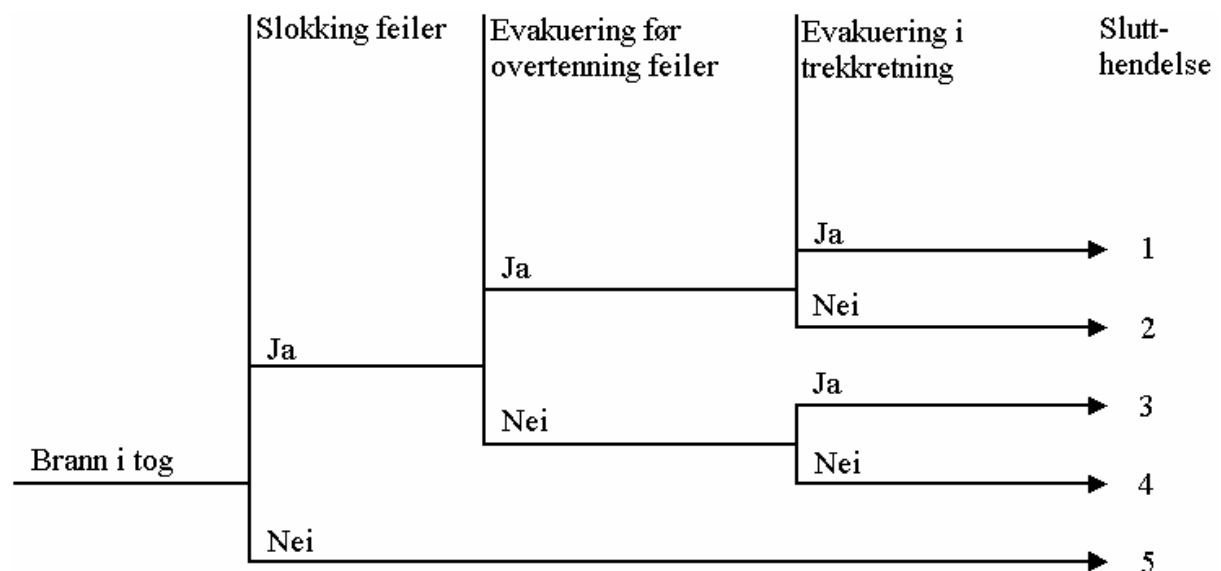 Slokking feiler
Evakuering før
overtenning feiler
Evakuering i
trekkretning
Slutt-
hendelse
Ja
1
Ja
Nei
2
Ja
Ja
3
Nei
Brann i tog
Nei
4
Nei
5